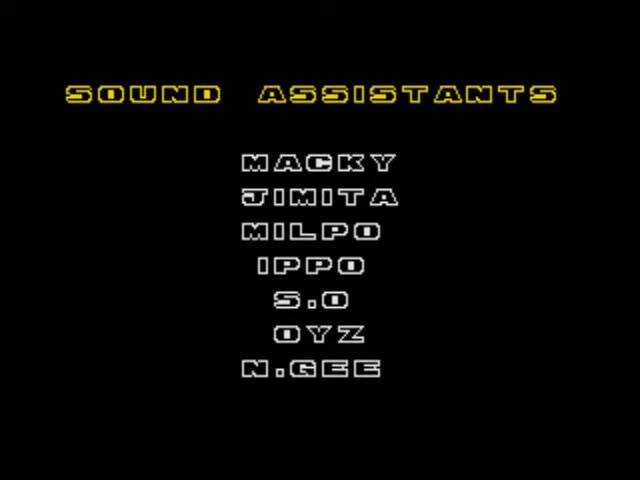 SOUND ASSISTANTS
MACKY
JIMITA
MILPO
IPPO
S.O
OYZ
N.GEE